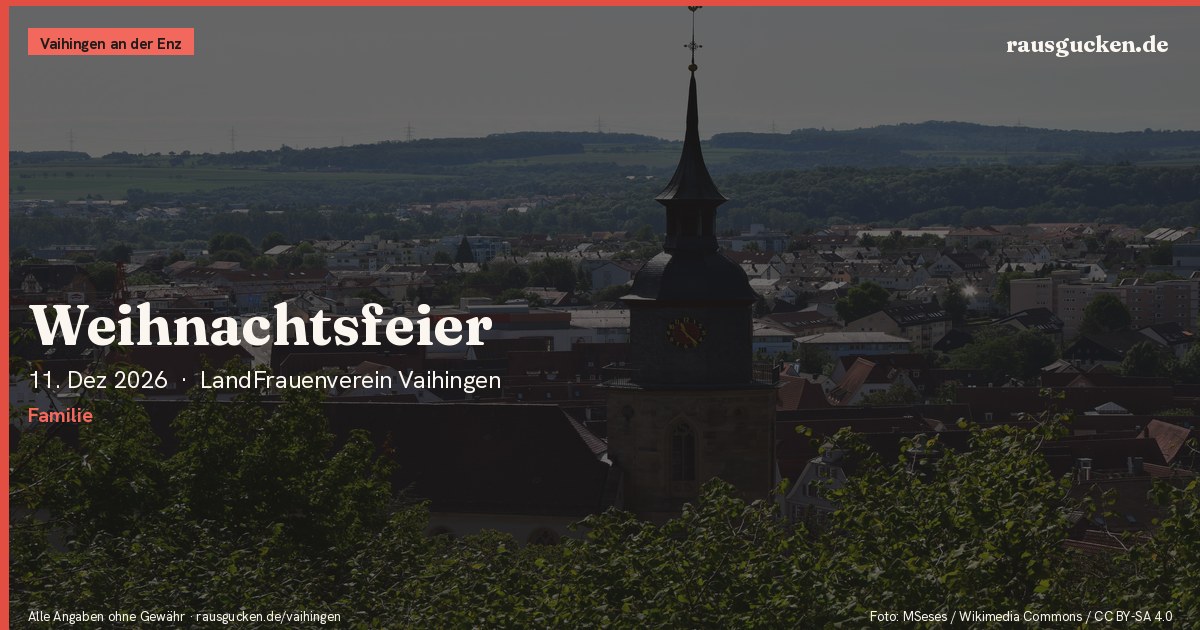 Vaihingen an der Enz
rausgucken.de
Weihnachtsfeier
11. Dez 2026 · LandFrauenverein Vaihingen
Familie
Alle Angaben ohne Gewähr · rausgucken.de/vaihingen
Foto: MSeses / Wikimedia Commons / CC BY-SA 4.0